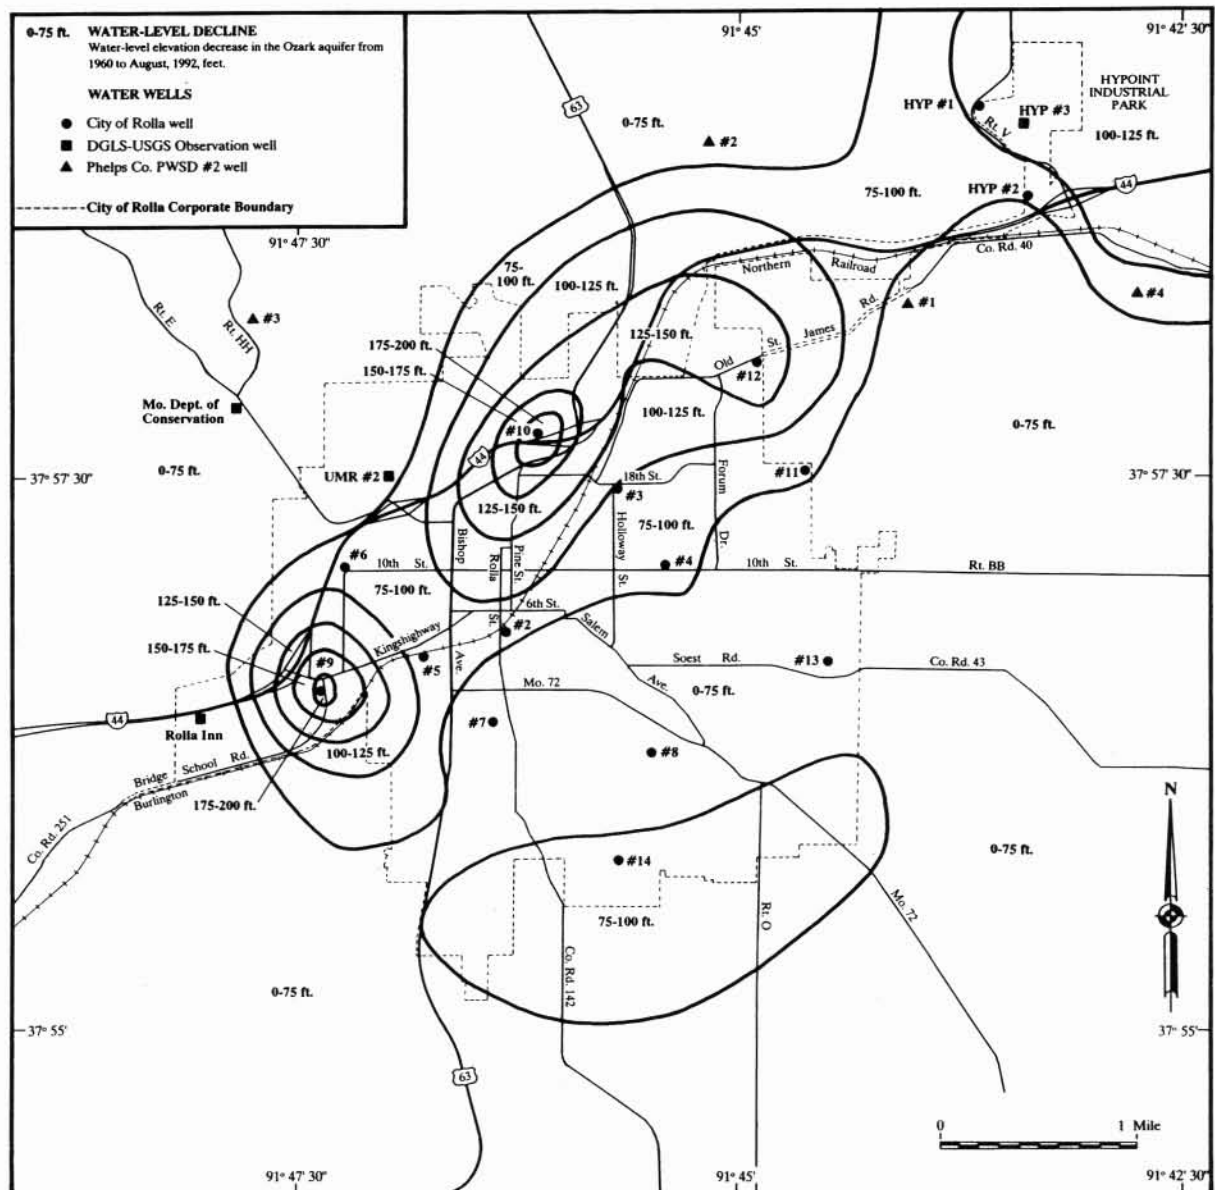 0-75 ft. WATER-LEVEL DECLINE
Water-level elevation decrease in the Ozark aquifer from
1960 to August, 1992, feet.
WATER WELLS
City of Rolla well
DGLS-USGS Observation well
Phelps Co. PWSD #2 well
City of Rolla Corporate Boundary
91° 45'
91° 42' 30"
63
0-75 ft.
#2
HYP #1
HYP #3
Rt. V
HYPOINT
INDUSTRIAL
PARK
100-125 ft.
75-100 ft.
HYP #2
44
91° 47' 30"
Co. Rd. 40
Northern Railroad
75-
100 ft.
100-125 ft.
#4
#1
Rt. E
Rt. HH
#3
175-200 ft.
150-175 ft.
125-150 ft.
Old St. James Rd.
#12
Mo. Dept. of
Conservation
100-125 ft.
0-75 ft.
#10
44
0-75 ft.
37° 57' 30"
UMR #2
18th St.
#3
Forum Dr.
#11
37° 57' 30"
125-150 ft.
75-100 ft.
Bishop Ave.
Rolla St.
Pine St.
Holloway St.
#6
10th St.
#4
10th St.
Rt. BB
75-100 ft.
125-150 ft.
6th St.
Salem Ave.
150-175 ft.
Kingshighway
#2
#9
#5
Soest Rd.
#13
Co. Rd. 43
Mo. 72
0-75 ft.
44
Rolla Inn
#7
#8
100-125 ft.
Bridge School Rd.
Burlington
175-200 ft.
Co. Rd. 251
N
#14
0-75 ft.
75-100 ft.
Rt. O
Mo. 72
Co. Rd. 142
0-75 ft.
37° 55'
37° 55'
63
0 1 Mile
91° 47' 30"
91° 45'
91° 42' 30"